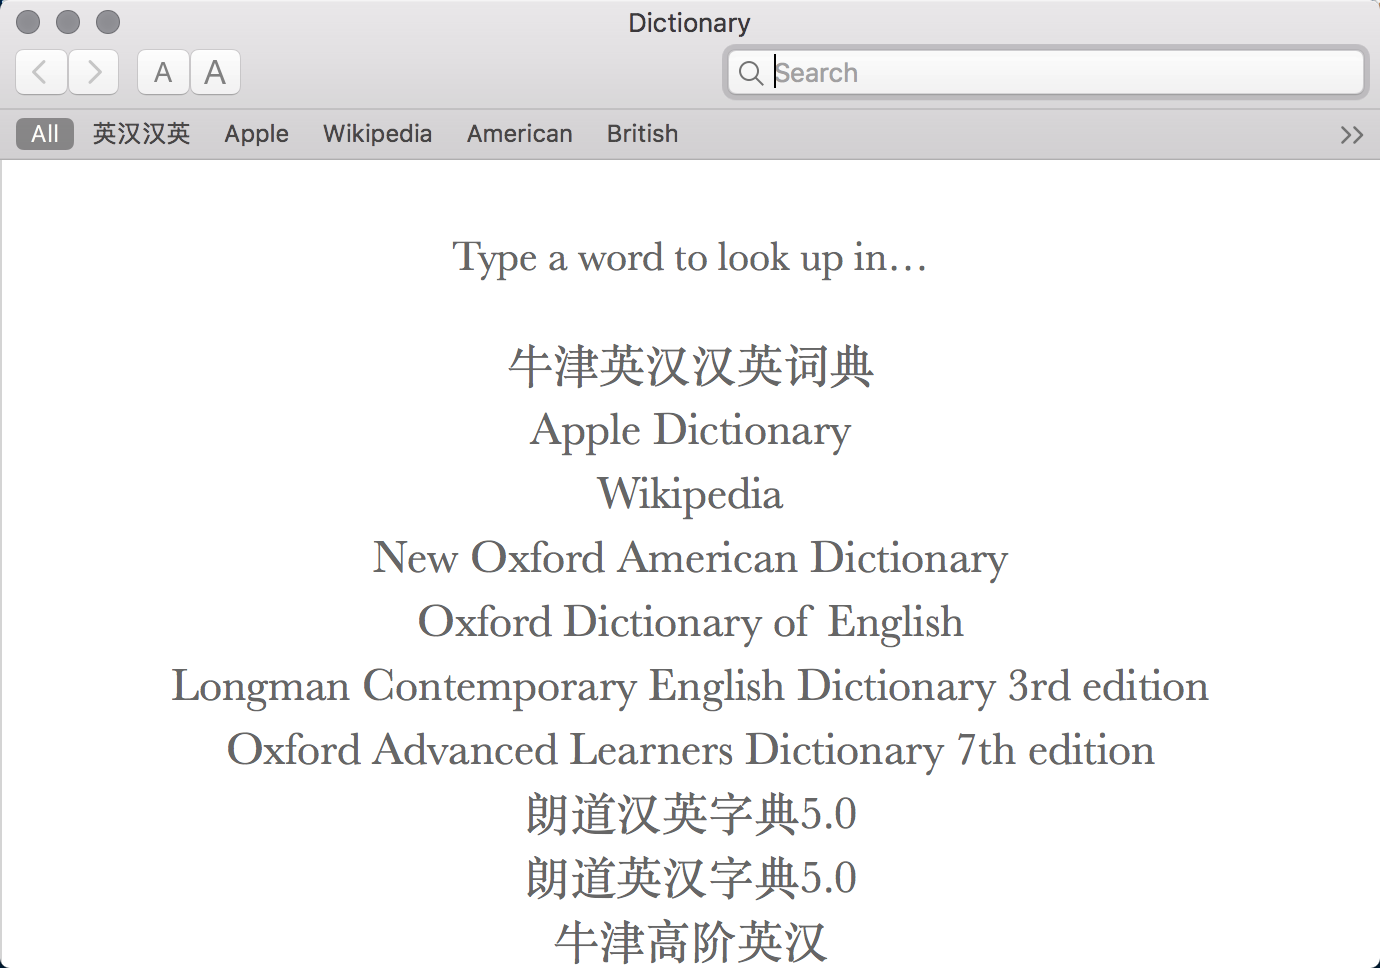 Dictionary
A A Search
All 英汉汉英 Apple Wikipedia American British
Type a word to look up in…
牛津英汉汉英词典
Apple Dictionary
Wikipedia
New Oxford American Dictionary
Oxford Dictionary of English
Longman Contemporary English Dictionary 3rd edition
Oxford Advanced Learners Dictionary 7th edition
朗道汉英字典5.0
朗道英汉字典5.0
牛津高阶英汉